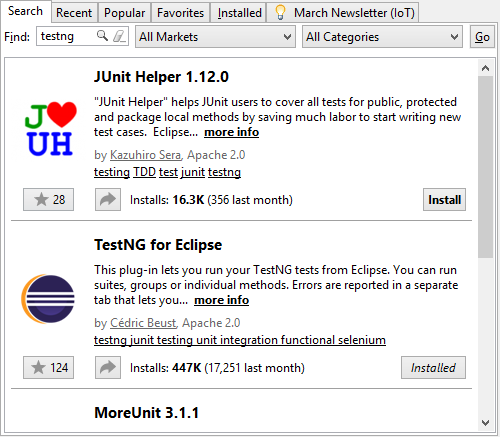 Search Recent Popular Favorites Installed March Newsletter (IoT)
Find: testng All Markets All Categories Go
JUnit Helper 1.12.0
"JUnit Helper" helps JUnit users to cover all tests for public, protected
and package local methods by saving much labor to start writing new
test cases. Eclipse... more info
by Kazuhiro Sera, Apache 2.0
testing TDD test junit testng
J UH
28 Installs: 16.3K (356 last month) Install
TestNG for Eclipse
This plug-in lets you run your TestNG tests from Eclipse. You can run
suites, groups or individual methods. Errors are reported in a separate
tab that lets you... more info
by Cédric Beust, Apache 2.0
testng junit testing unit integration functional selenium
124 Installs: 447K (17,251 last month) Installed
MoreUnit 3.1.1